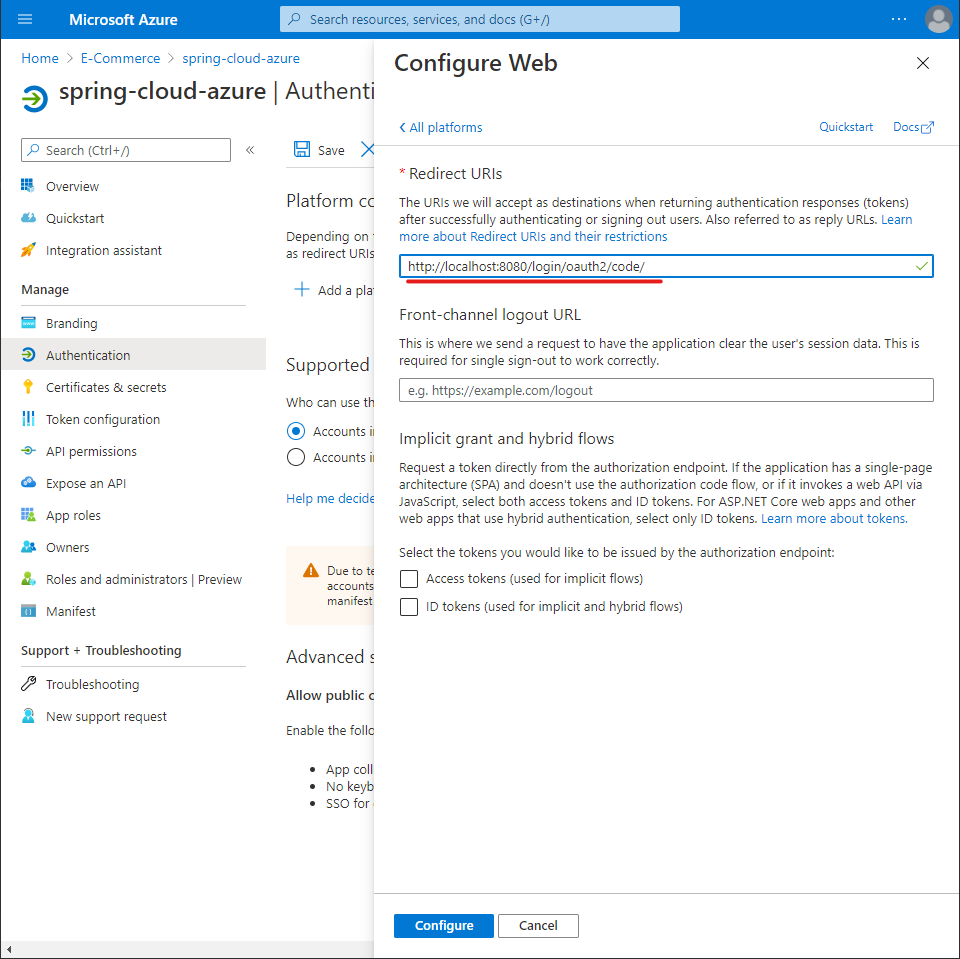 Microsoft Azure
Search resources, services, and docs (G+/)
Home > E-Commerce > spring-cloud-azure
spring-cloud-azure | Authenti
Search (Ctrl+/)
Overview
Quickstart
Integration assistant
Manage
Branding
Authentication
Certificates & secrets
Token configuration
API permissions
Expose an API
App roles
Owners
Roles and administrators | Preview
Manifest
Support + Troubleshooting
Troubleshooting
New support request
Save
Platform co
Depending on
as redirect URIs
Add a pla
Supported
Who can use th
Accounts i
Accounts i
Help me decide
Due to te
accounts
manifest
Advanced s
Allow public c
Enable the follo
App coll
No keyb
SSO for
Configure Web
All platforms
Quickstart
Docs
* Redirect URIs
The URIs we will accept as destinations when returning authentication responses (tokens)
after successfully authenticating or signing out users. Also referred to as reply URLs. Learn
more about Redirect URIs and their restrictions
http://localhost:8080/login/oauth2/code/
Front-channel logout URL
This is where we send a request to have the application clear the user's session data. This is
required for single sign-out to work correctly.
e.g. https://example.com/logout
Implicit grant and hybrid flows
Request a token directly from the authorization endpoint. If the application has a single-page
architecture (SPA) and doesn't use the authorization code flow, or if it invokes a web API via
JavaScript, select both access tokens and ID tokens. For ASP.NET Core web apps and other
web apps that use hybrid authentication, select only ID tokens. Learn more about tokens.
Select the tokens you would like to be issued by the authorization endpoint:
Access tokens (used for implicit flows)
ID tokens (used for implicit and hybrid flows)
Configure
Cancel